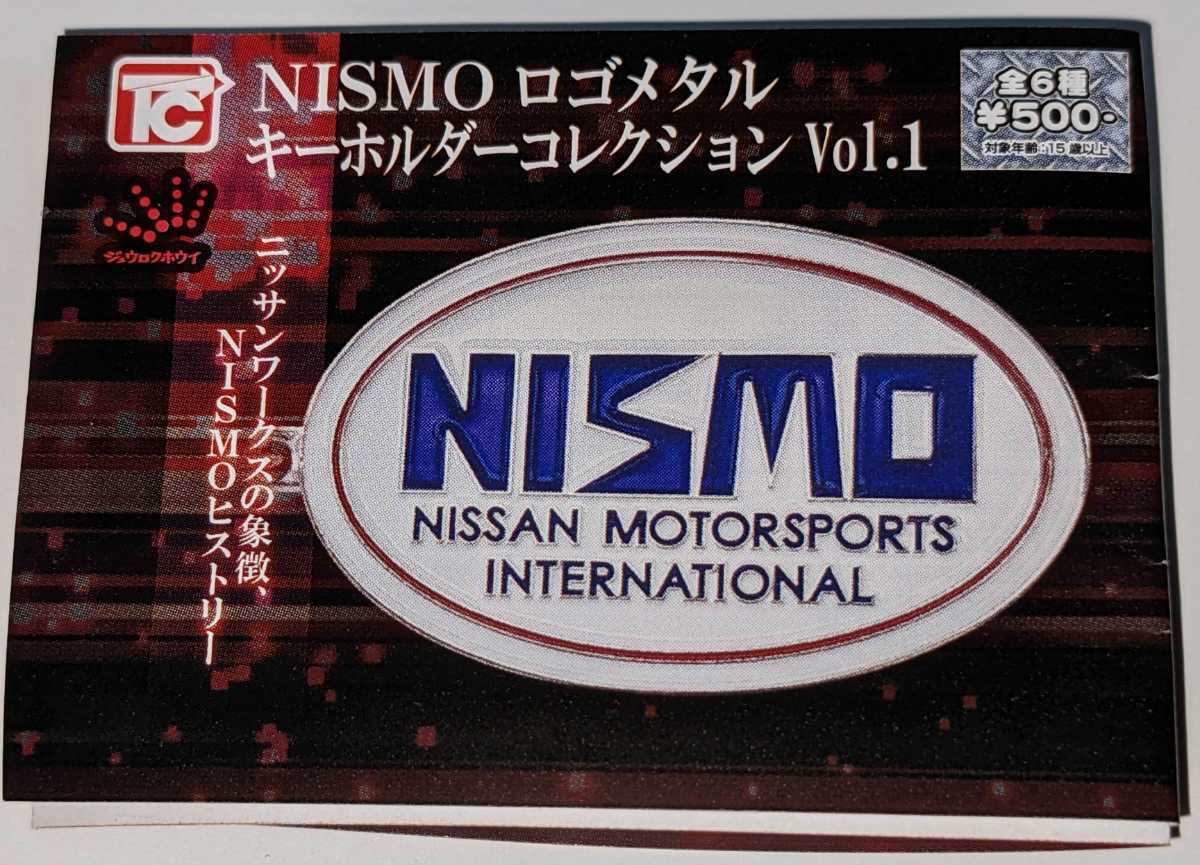 TC
NISMO ロゴメタル
キーホルダーコレクション Vol.1
全6種
¥500-
対象年齢:15歳以上
ジュウロクホウイ
ニッサンワークスの象徴、
NISMOヒストリー
NISMO
NISSAN MOTORSPORTS
INTERNATIONAL